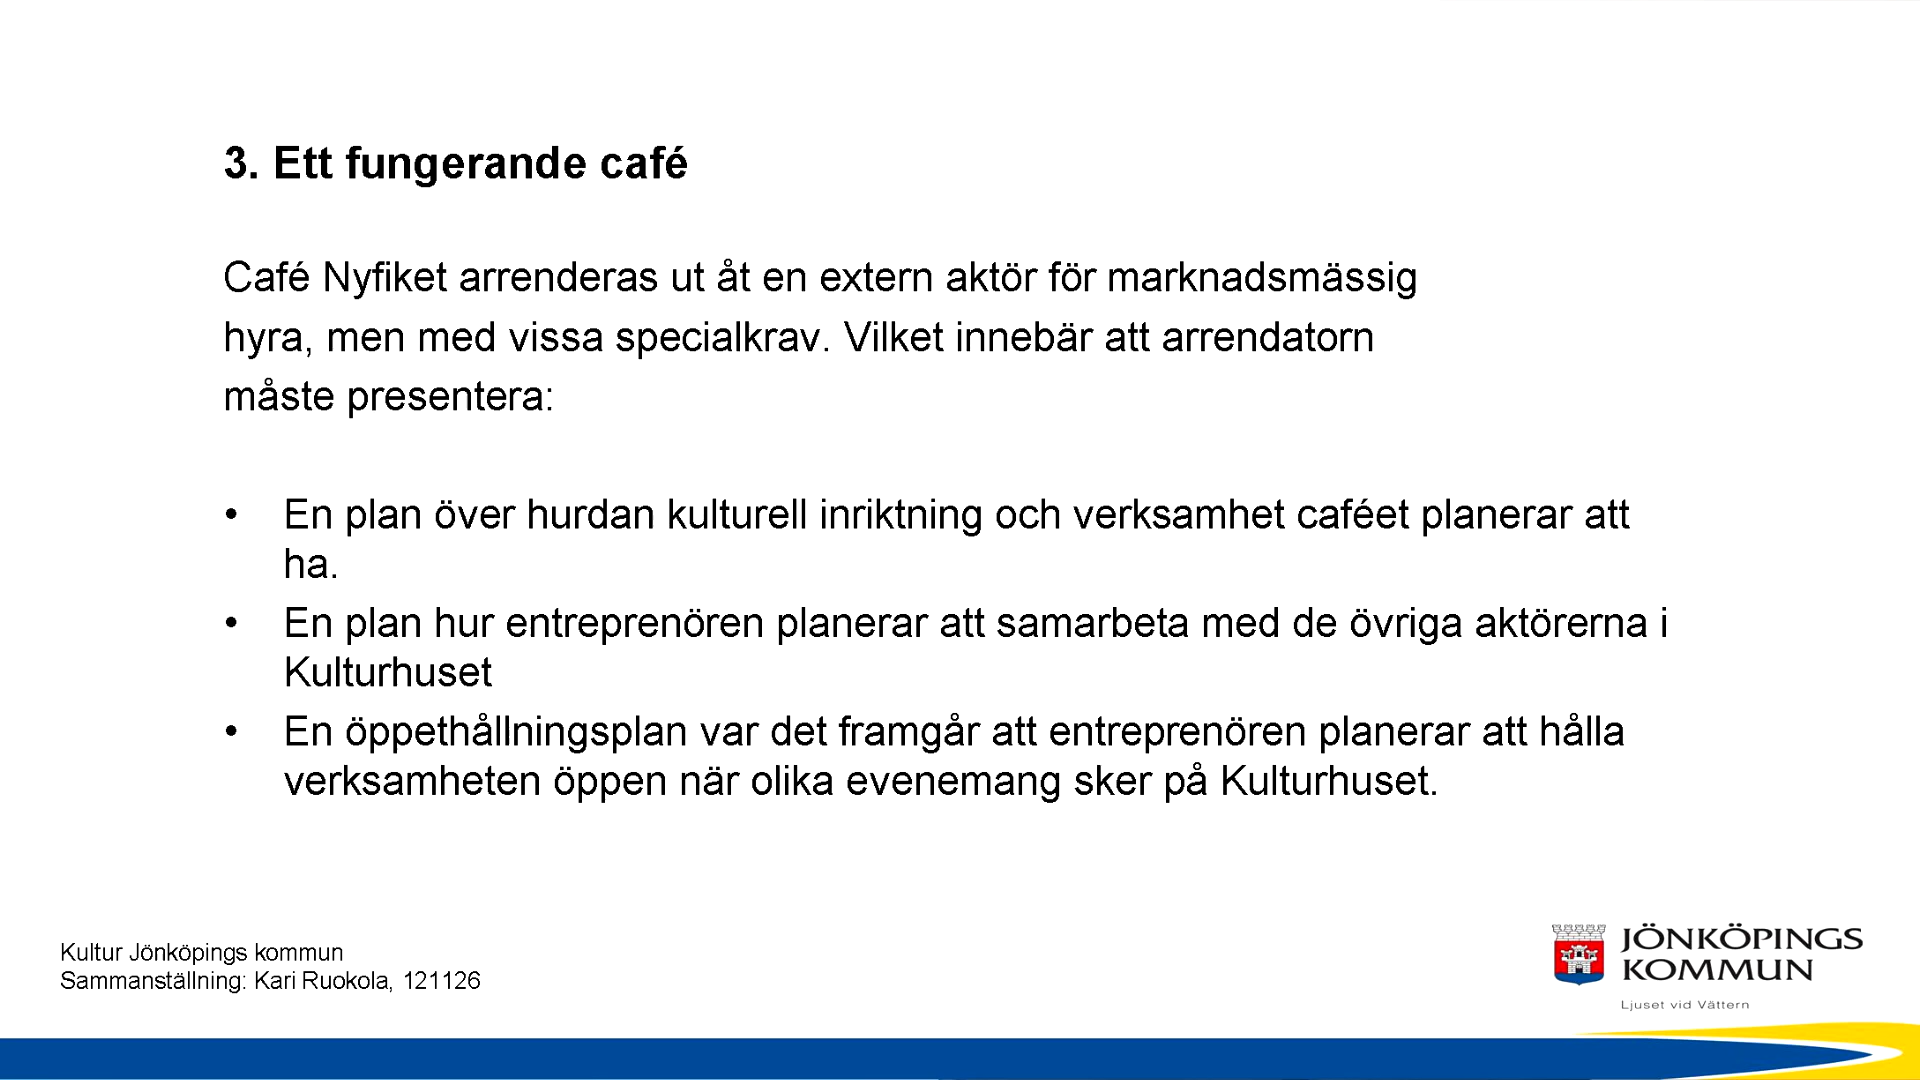 3. Ett fungerande café
Café Nyfiket arrenderas ut åt en extern aktör för marknadsmässig
hyra, men med vissa specialkrav. Vilket innebär att arrendatorn
måste presentera:
• En plan över hurdan kulturell inriktning och verksamhet caféet planerar att
ha.
• En plan hur entreprenören planerar att samarbeta med de övriga aktörerna i
Kulturhuset
• En öppethållningsplan var det framgår att entreprenören planerar att hålla
verksamheten öppen när olika evenemang sker på Kulturhuset.
Kultur Jönköpings kommun
Sammanställning: Kari Ruokola, 121126
JÖNKÖPINGS
KOMMUN
Ljuset vid Vättern